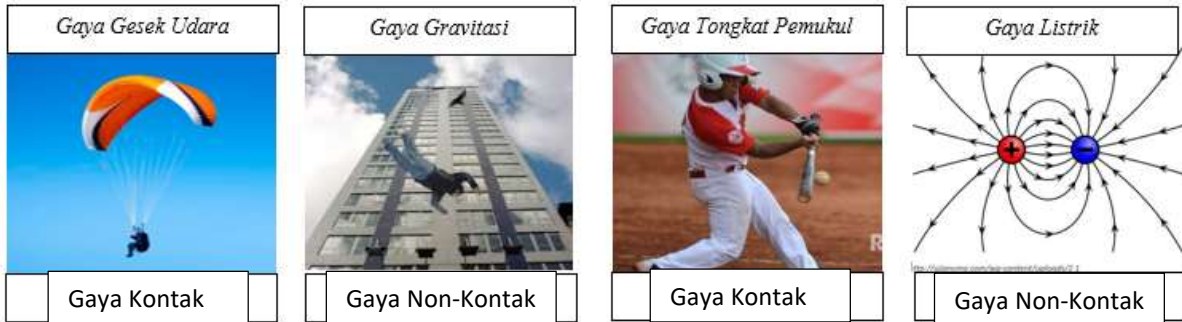 Gaya Gesek Udara
Gaya Gravitasi
Gaya Tongkat Pemukul
Gaya Listrik
R
Gaya Kontak
Gaya Non-Kontak
Gaya Kontak
Gaya Non-Kontak